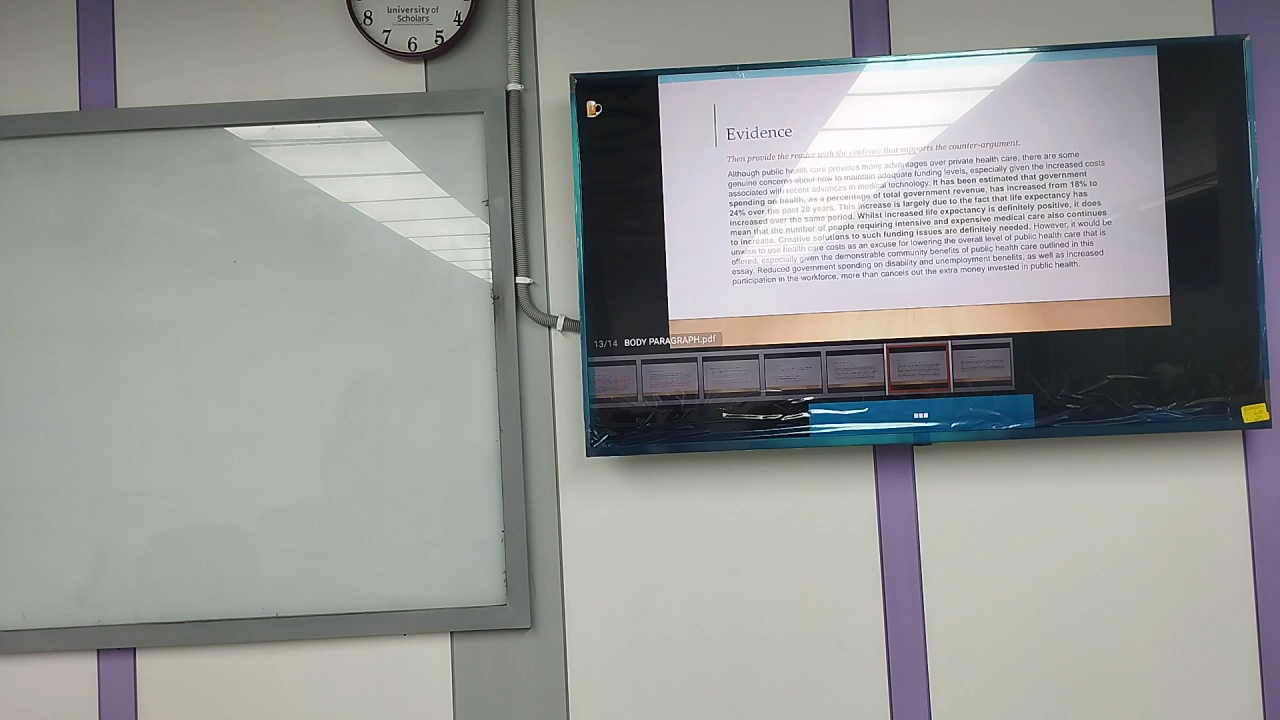 University of
Scholars
8
4
7
5
6
Evidence
Then provide the reader with the evidence that supports the counter-argument.
Although public health care provides many advantages over private health care, there are some
genuine concerns about how to maintain adequate funding levels, especially given the increased costs
associated with recent advances in medical technology. It has been estimated that government
spending on health, as a percentage of total government revenue, has increased from 18% to
24% over the past 20 years. This increase is largely due to the fact that life expectancy has
increased over the same period. Whilst increased life expectancy is definitely positive, it does
mean that the number of people requiring intensive and expensive medical care also continues
to increase. Creative solutions to such funding issues are definitely needed. However, it would be
unwise to use health care costs as an excuse for lowering the overall level of public health care that is
offered, especially given the demonstrable community benefits of public health care outlined in this
essay. Reduced government spending on disability and unemployment benefits, as well as increased
participation in the workforce, more than cancels out the extra money invested in public health.
13/14 BODY PARAGRAPH.pdf